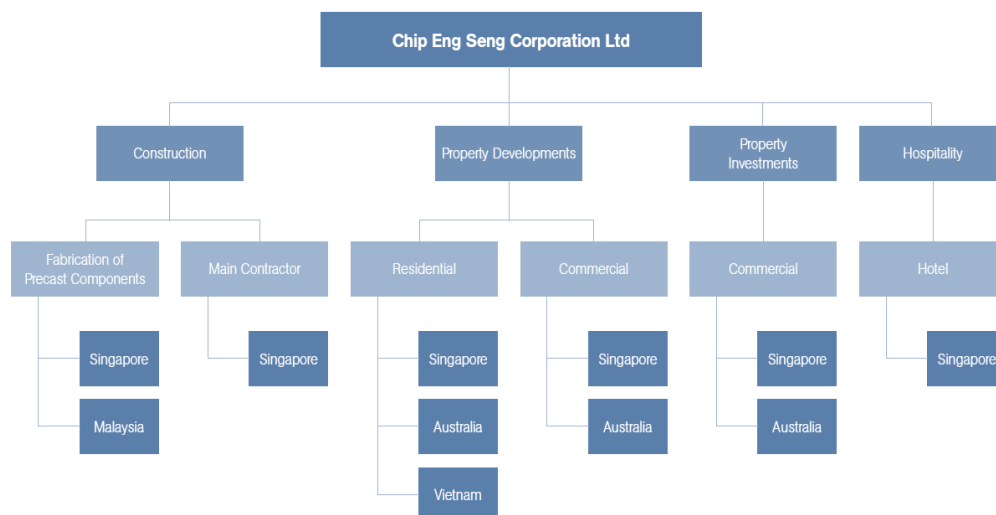 Chip Eng Seng Corporation Ltd
Construction
Property Developments
Property
Investments
Hospitality
Fabrication of
Precast Components
Main Contractor
Residential
Commercial
Commercial
Hotel
Singapore
Singapore
Singapore
Singapore
Singapore
Singapore
Malaysia
Australia
Australia
Australia
Vietnam